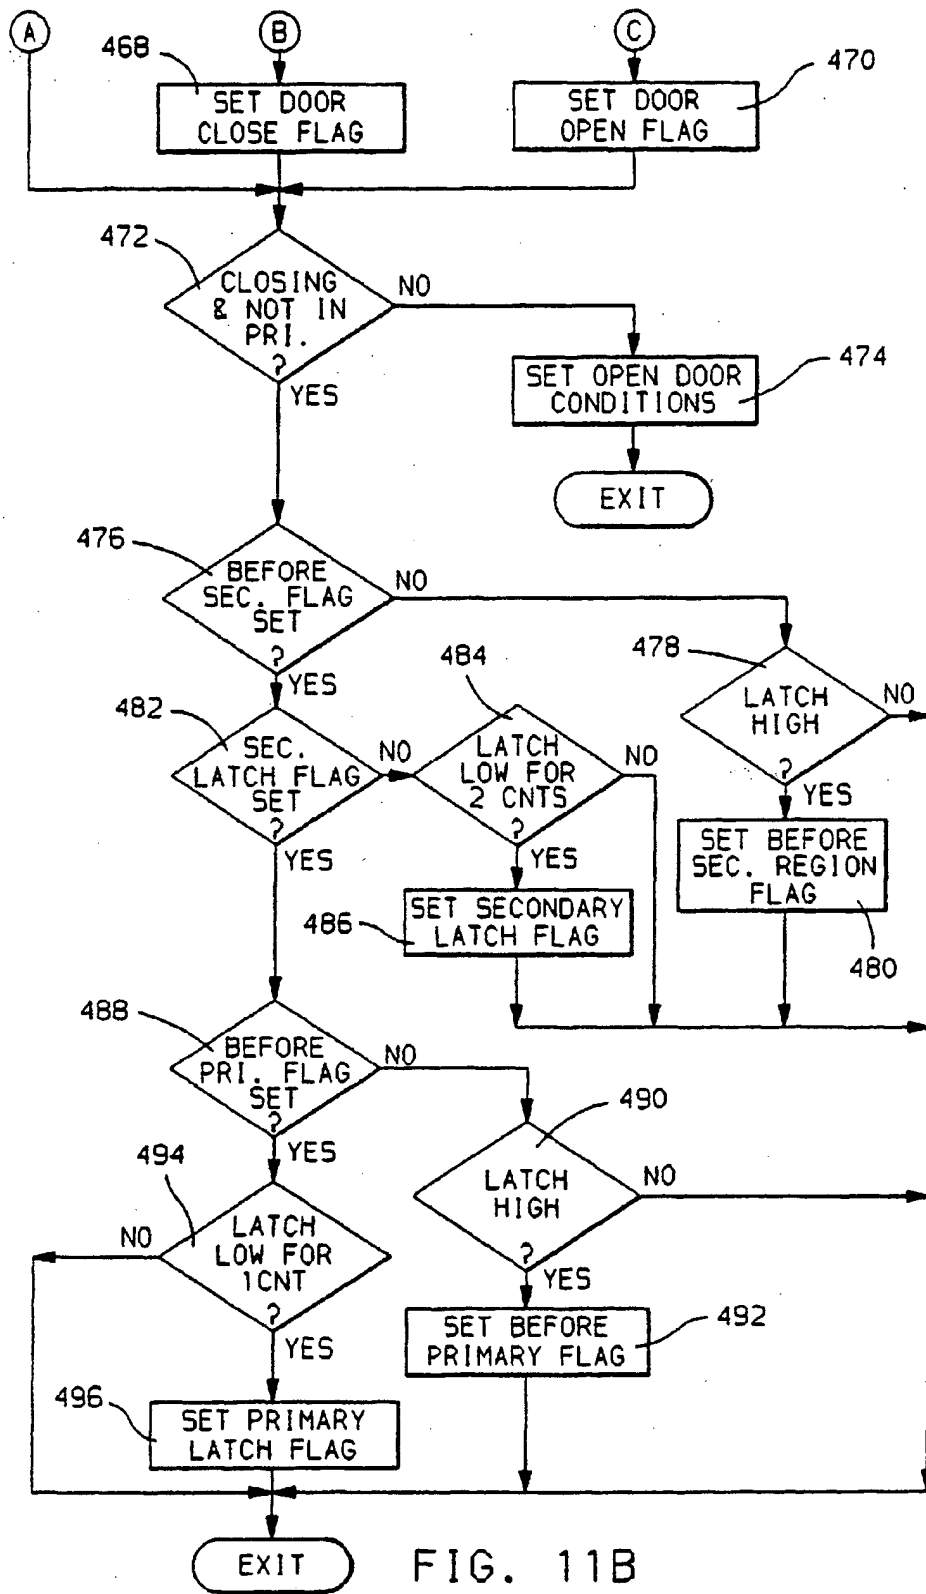 A
B
C
468
470
SET DOOR
CLOSE FLAG
SET DOOR
OPEN FLAG
472
CLOSING
& NOT IN
PRI.
?
NO
YES
474
SET OPEN DOOR
CONDITIONS
EXIT
476
BEFORE
SEC. FLAG
SET
?
NO
YES
478
LATCH
HIGH
?
NO
YES
482
SEC.
LATCH FLAG
SET
?
NO
YES
484
LATCH
LOW FOR
2 CNTS
?
NO
YES
SET BEFORE
SEC. REGION
FLAG
480
486
SET SECONDARY
LATCH FLAG
488
BEFORE
PRI. FLAG
SET
?
NO
YES
490
LATCH
HIGH
?
NO
YES
494
LATCH
LOW FOR
1CNT
?
NO
YES
492
SET BEFORE
PRIMARY FLAG
496
SET PRIMARY
LATCH FLAG
EXIT
FIG. 11B